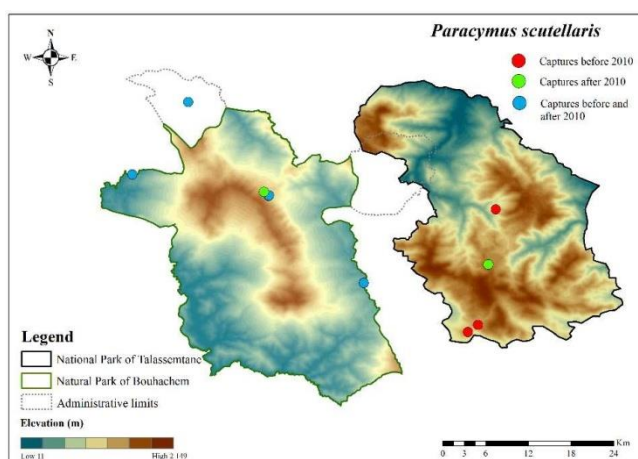 Paracymus scutellaris
N
W E
S
Captures before 2010
Captures after 2010
Captures before and
after 2010
Legend
National Park of Talassemtane
Natural Park of Bouhachem
Administrative limits
Elevation (m)
Low 11 High 2 149
Km
0 3 6 12 18 24